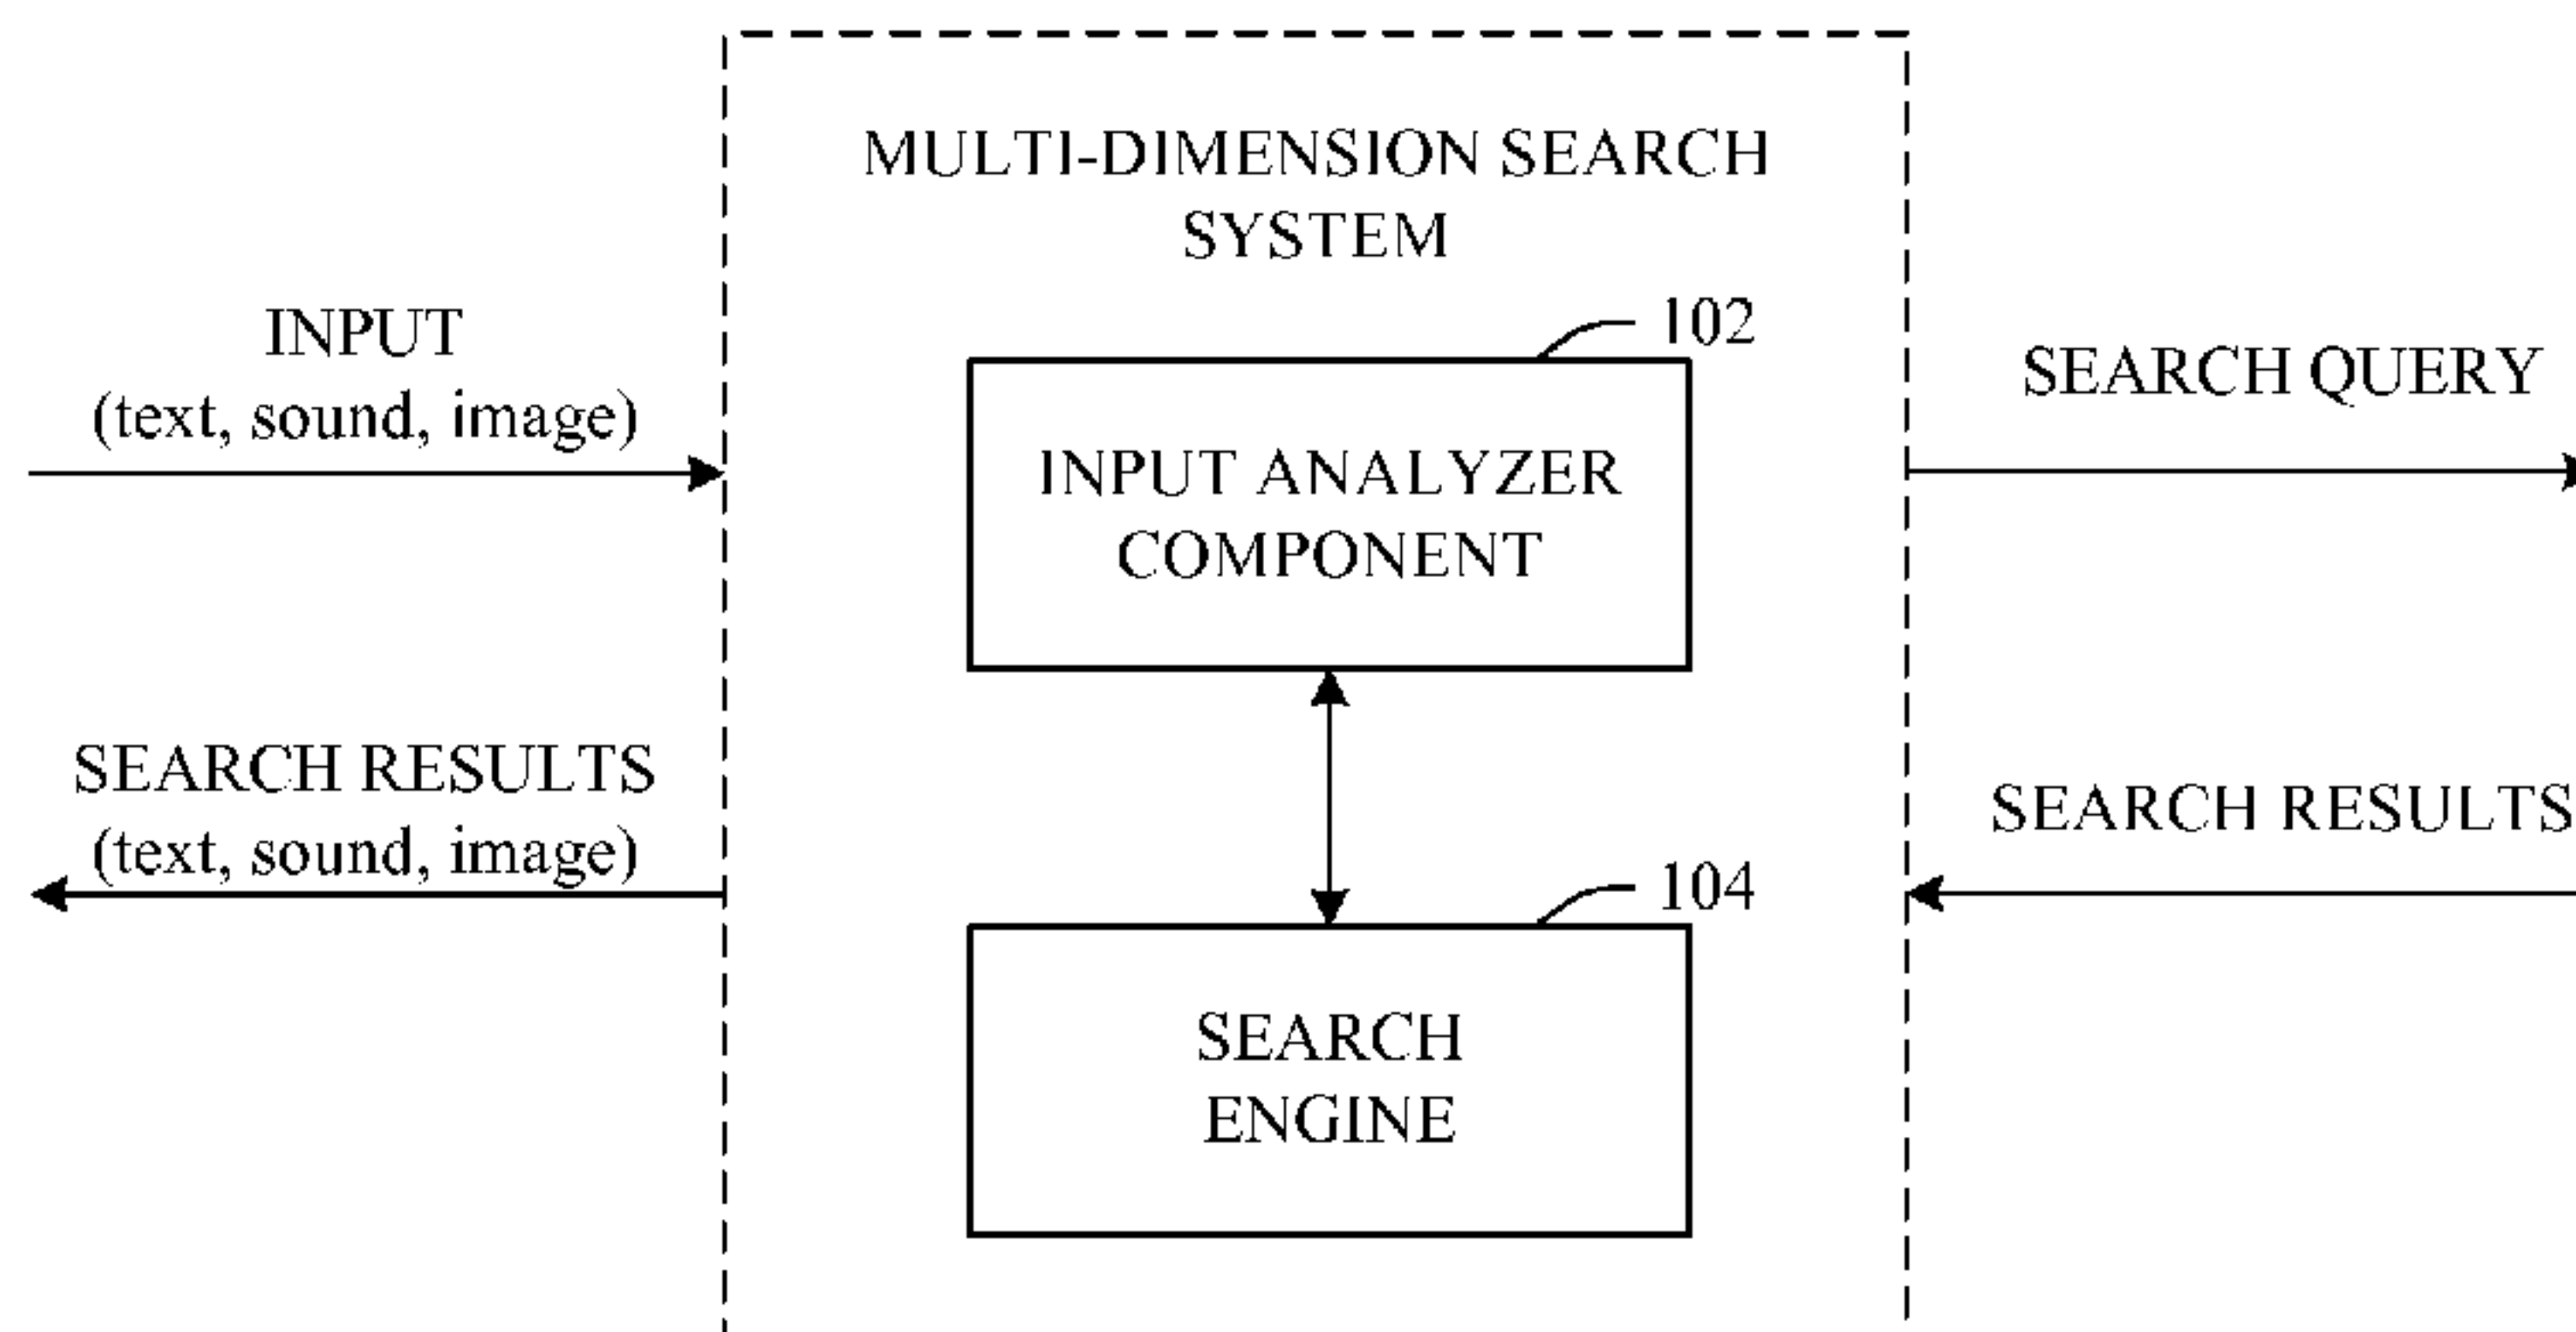 MULTI-DIMENSION SEARCH
SYSTEM
INPUT
(text, sound, image)
102
INPUT ANALYZER
COMPONENT
SEARCH QUERY
SEARCH RESULTS
(text, sound, image)
SEARCH RESULTS
104
SEARCH
ENGINE